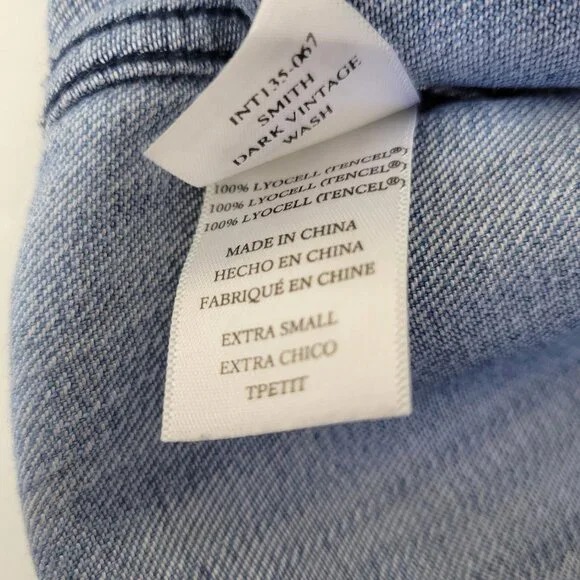 INT135-067
SMITH
DARK VINTAGE
WASH
100% LYOCELL (TENCEL®)
100% LYOCELL (TENCEL®)
100% LYOCELL (TENCEL®)
MADE IN CHINA
HECHO EN CHINA
FABRIQUÉ EN CHINE
EXTRA SMALL
EXTRA CHICO
TPETIT